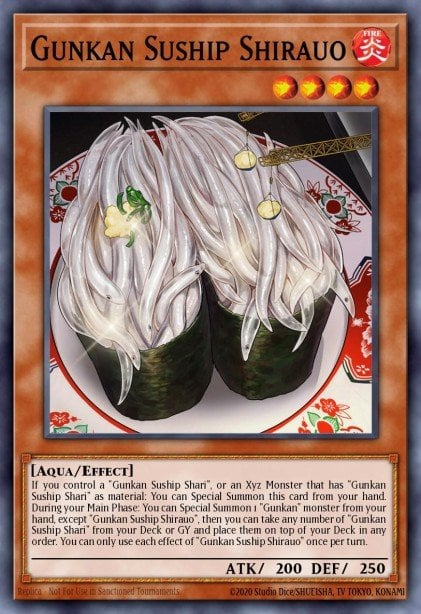 Gunkan Suship Shirauo
FIRE
炎
[Aqua/Effect]
If you control a "Gunkan Suship Shari", or an Xyz Monster that has "Gunkan
Suship Shari" as material: You can Special Summon this card from your hand.
During your Main Phase: You can Special Summon 1 "Gunkan" monster from
your hand, except "Gunkan Suship Shirauo", then you can take any number of "Gunkan
Suship Shari" from your Deck or GY and place them on top of your Deck in any
order. You can only use each effect of "Gunkan Suship Shirauo" once per turn.
ATK/ 200 DEF/ 250
Replica - Not For Use in Sanctioned Tournaments
©2020 Studio Dice/SHUEISHA, TV TOKYO, KONAMI